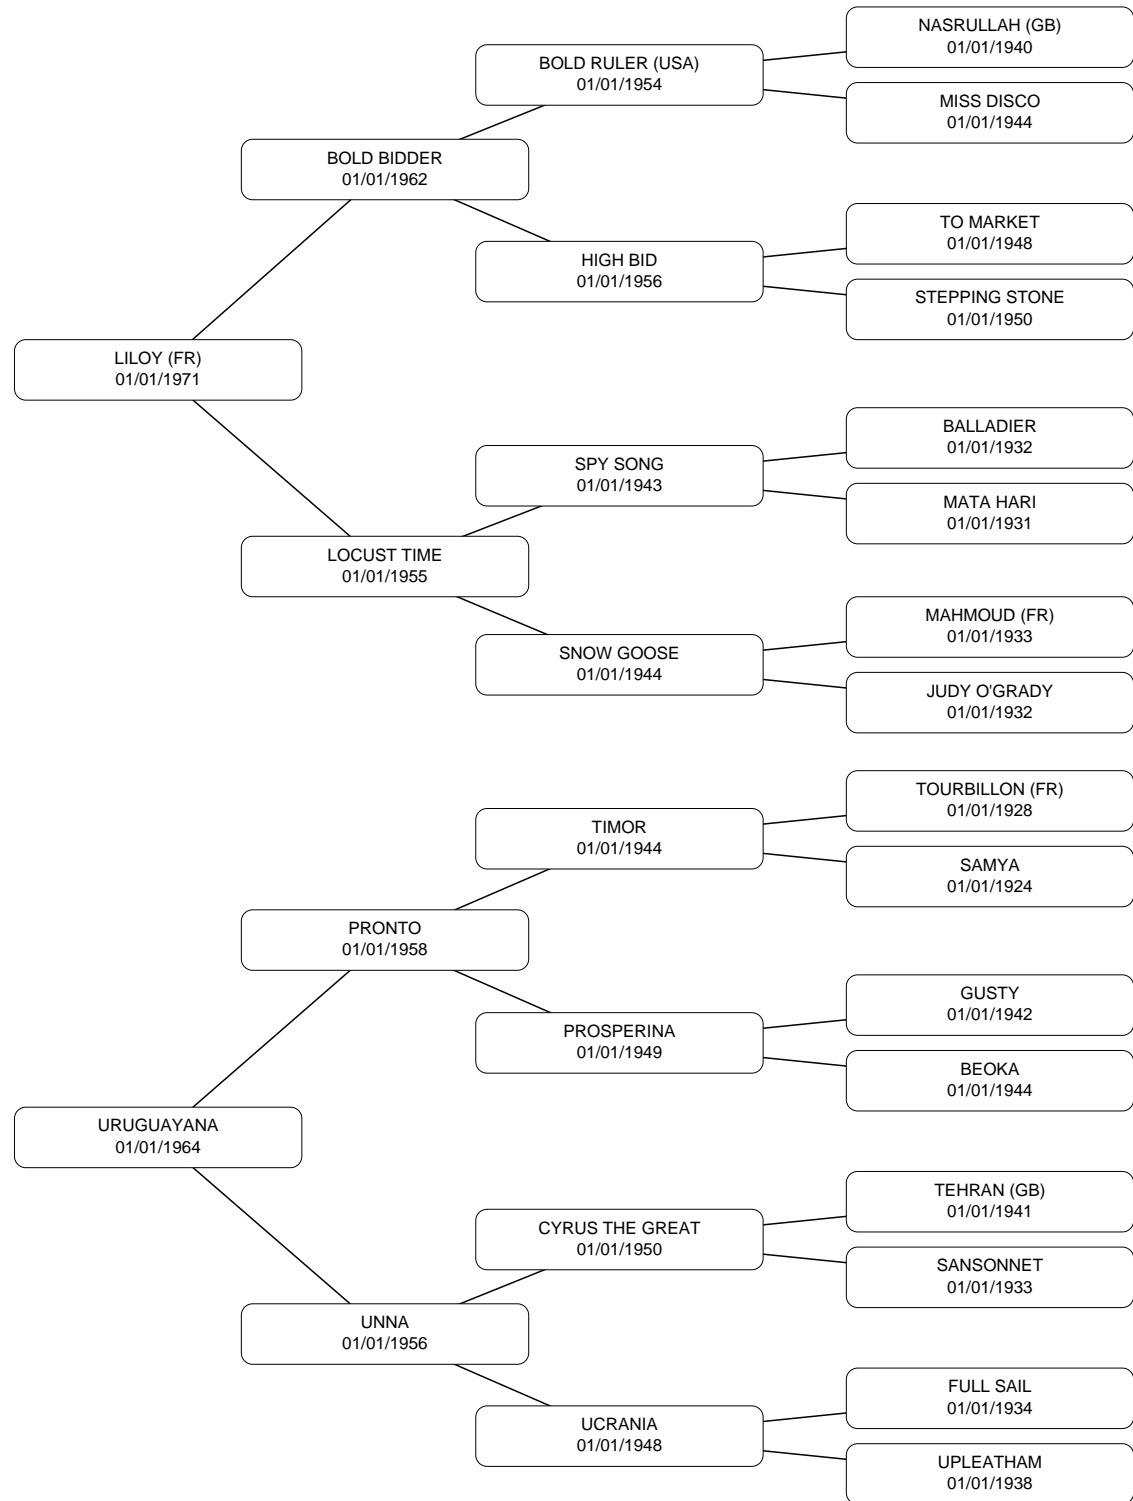 NASRULLAH (GB)
01/01/1940
BOLD RULER (USA)
01/01/1954
MISS DISCO
01/01/1944
BOLD BIDDER
01/01/1962
TO MARKET
01/01/1948
HIGH BID
01/01/1956
STEPPING STONE
01/01/1950
LILOY (FR)
01/01/1971
BALLADIER
01/01/1932
SPY SONG
01/01/1943
MATA HARI
01/01/1931
LOCUST TIME
01/01/1955
MAHMOUD (FR)
01/01/1933
SNOW GOOSE
01/01/1944
JUDY O'GRADY
01/01/1932
TOURBILLON (FR)
01/01/1928
TIMOR
01/01/1944
SAMYA
01/01/1924
PRONTO
01/01/1958
GUSTY
01/01/1942
PROSPERINA
01/01/1949
BEOKA
01/01/1944
URUGUAYANA
01/01/1964
TEHRAN (GB)
01/01/1941
CYRUS THE GREAT
01/01/1950
SANSONNET
01/01/1933
UNNA
01/01/1956
FULL SAIL
01/01/1934
UCRANIA
01/01/1948
UPLEATHAM
01/01/1938